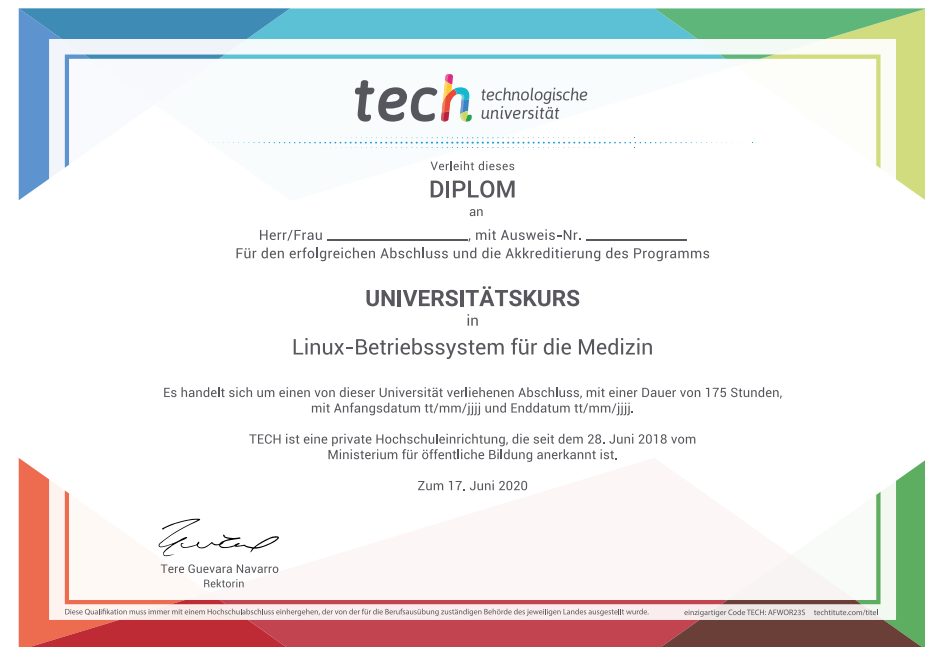 tech technologische
universität
Verleiht dieses
DIPLOM
an
Herr/Frau ____________________, mit Ausweis-Nr. ______________
Für den erfolgreichen Abschluss und die Akkreditierung des Programms
UNIVERSITÄTSKURS
in
Linux-Betriebssystem für die Medizin
Es handelt sich um einen von dieser Universität verliehenen Abschluss, mit einer Dauer von 175 Stunden,
mit Anfangsdatum tt/mm/jjjj und Enddatum tt/mm/jjjj.
TECH ist eine private Hochschuleinrichtung, die seit dem 28. Juni 2018 vom
Ministerium für öffentliche Bildung anerkannt ist.
Zum 17. Juni 2020
Tere Guevara Navarro
Rektorin
Diese Qualifikation muss immer mit einem Hochschulabschluss einhergehen, der von der für die Berufsausübung zuständigen Behörde des jeweiligen Landes ausgestellt wurde. einzigartiger Code TECH: AFWOR23S techtitute.com/titel